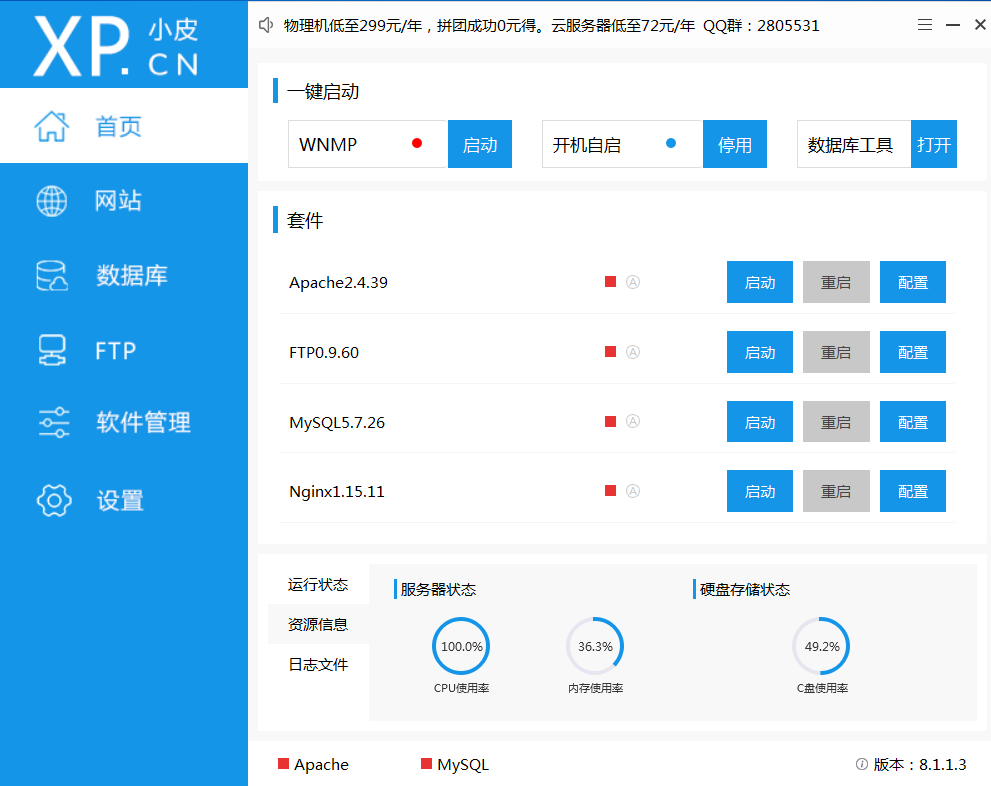 XP.小皮CN
物理机低至299元/年，拼团成功0元得。云服务器低至72元/年 QQ群：2805531
首页
网站
数据库
FTP
软件管理
设置
一键启动
WNMP 启动 开机自启 停用 数据库工具 打开
套件
Apache2.4.39 A 启动 重启 配置
FTP0.9.60 A 启动 重启 配置
MySQL5.7.26 A 启动 重启 配置
Nginx1.15.11 A 启动 重启 配置
运行状态
资源信息
日志文件
服务器状态 硬盘存储状态
100.0% 36.3% 49.2%
CPU使用率 内存使用率 C盘使用率
Apache MySQL 版本：8.1.1.3